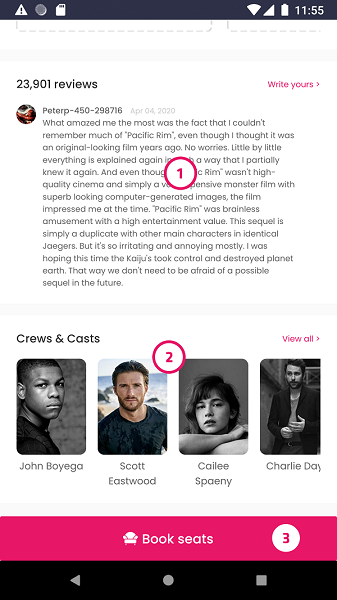 11:55
23,901 reviews
Write yours >
Peterp-450-298716 Apr 04, 2020
What amazed me the most was the fact that I couldn't
remember much of "Pacific Rim", even though I thought it was
an original-looking film years ago. No worries. Little by little
everything is explained again in a way that I partially
knew it again. And even though ic Rim" wasn't high-
quality cinema and simply a v pensive monster film with
superb looking computer-generated images, the film
impressed me at the time. "Pacific Rim" was brainless
amusement with a high entertainment value. This sequel is
simply a duplicate with other main characters in identical
Jaegers. But it's so irritating and annoying mostly. I was
hoping this time the Kaiju's took control and destroyed planet
earth. That way we don't need to be afraid of a possible
sequel in the future.
1
Crews & Casts
View all >
2
John Boyega
Scott
Eastwood
Cailee
Spaeny
Charlie Day
Book seats
3